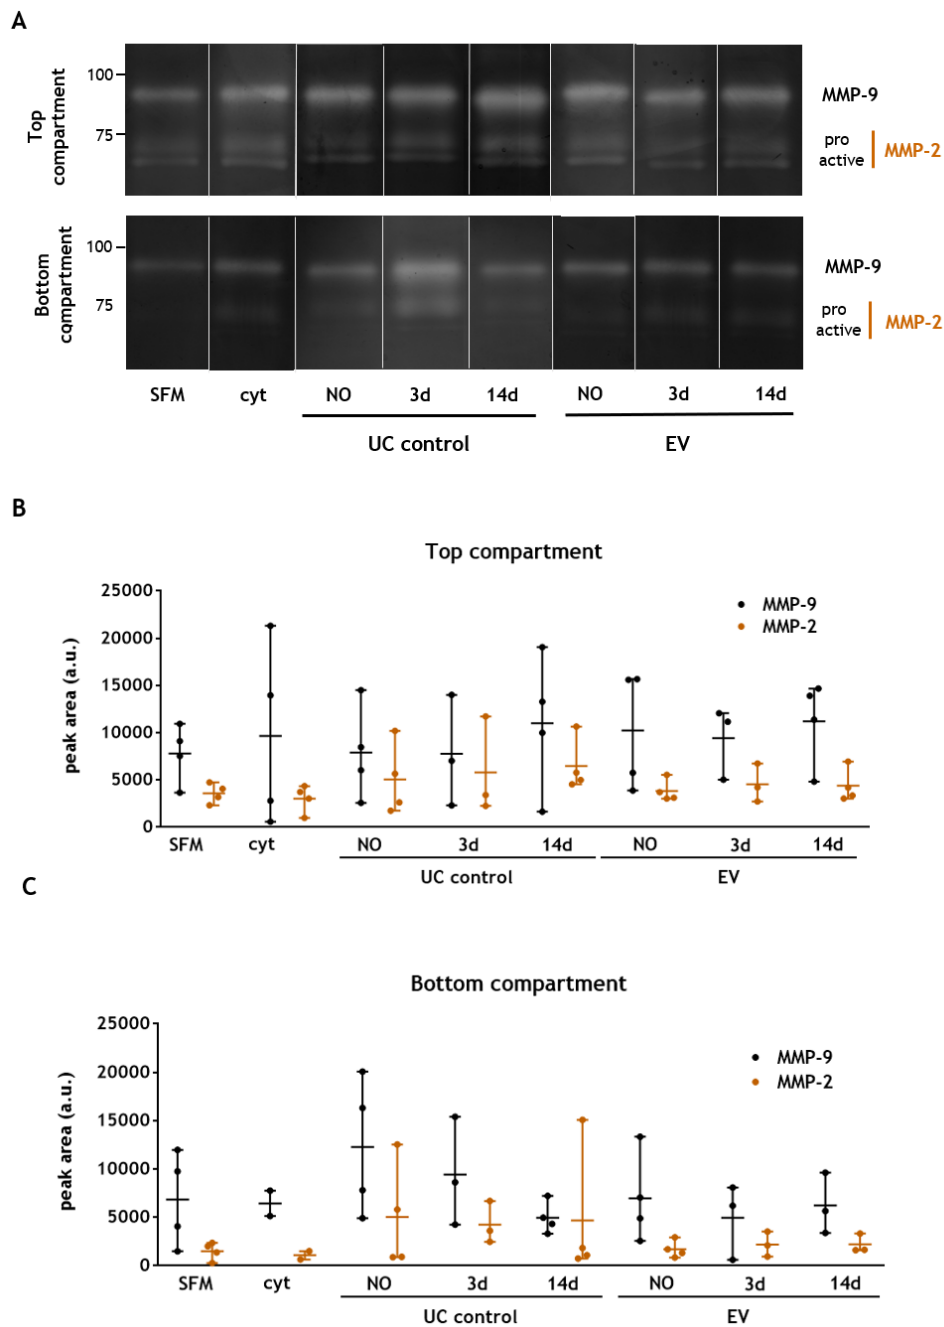 A
Top compartment
100
75
MMP-9
pro
active
MMP-2
Bottom compartment
100
75
MMP-9
pro
active
MMP-2
SFM cyt NO 3d 14d NO 3d 14d
UC control EV
B
Top compartment
peak area (a.u.)
25000
20000
15000
10000
5000
0
MMP-9
MMP-2
SFM cyt NO 3d 14d NO 3d 14d
UC control EV
C
Bottom compartment
peak area (a.u.)
25000
20000
15000
10000
5000
0
MMP-9
MMP-2
SFM cyt NO 3d 14d NO 3d 14d
UC control EV